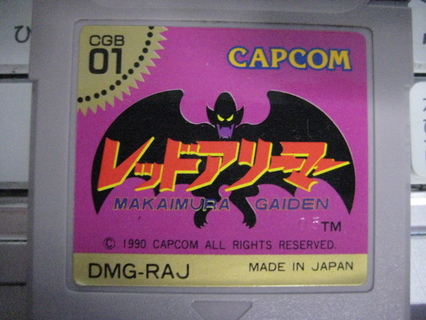 CGB
01
CAPCOM
レッドアリーマー
MAKAIMURA GAIDEN
TM
© 1990 CAPCOM ALL RIGHTS RESERVED.
DMG-RAJ
MADE IN JAPAN